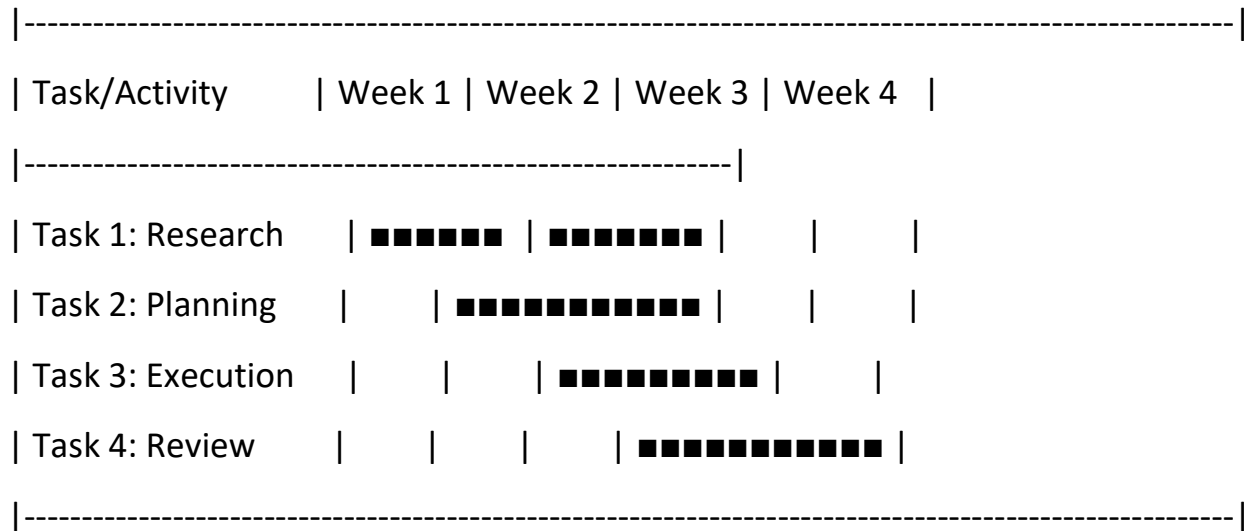 |----------------------------------------------------------------------------------------------------------|
| Task/Activity | Week 1 | Week 2 | Week 3 | Week 4 |
|--------------------------------------------------------------|
| Task 1: Research | ■■■■■■ | ■■■■■■■ | | |
| Task 2: Planning | | ■■■■■■■■■■■ | | |
| Task 3: Execution | | | ■■■■■■■■■ | |
| Task 4: Review | | | | ■■■■■■■■■■■ |
|----------------------------------------------------------------------------------------------------------|